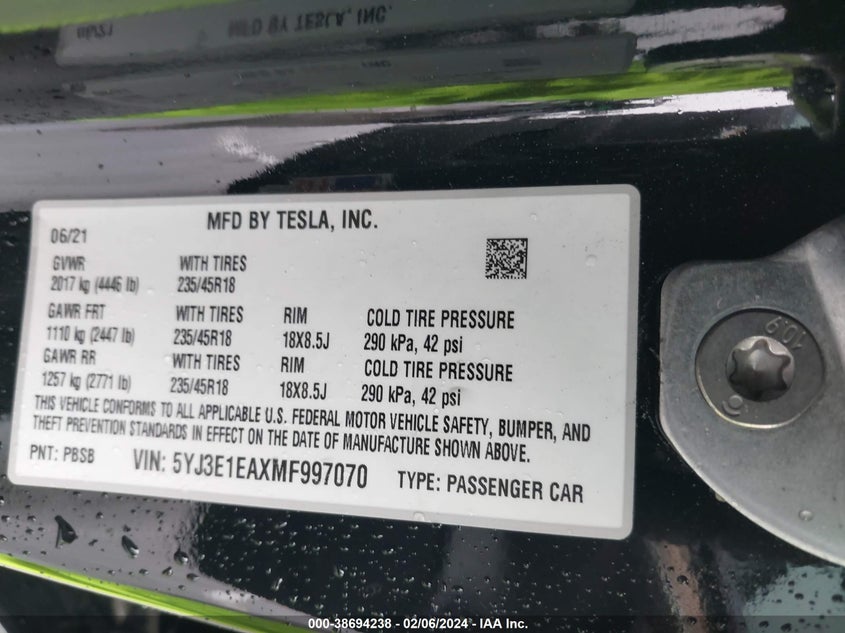 MFD BY TESLA, INC.
06/21
GVWR WITH TIRES
2017 kg (4446 lb) 235/45R18
GAWR FRT WITH TIRES RIM COLD TIRE PRESSURE
1110 kg (2447 lb) 235/45R18 18X8.5J 290 kPa, 42 psi
GAWR RR WITH TIRES RIM COLD TIRE PRESSURE
1257 kg (2771 lb) 235/45R18 18X8.5J 290 kPa, 42 psi
THIS VEHICLE CONFORMS TO ALL APPLICABLE U.S. FEDERAL MOTOR VEHICLE SAFETY, BUMPER, AND
THEFT PREVENTION STANDARDS IN EFFECT ON THE DATE OF MANUFACTURE SHOWN ABOVE.
PNT: PBSB VIN: 5YJ3E1EAXMF997070 TYPE: PASSENGER CAR
10.9
000-38694238 - 02/06/2024 - IAA Inc.